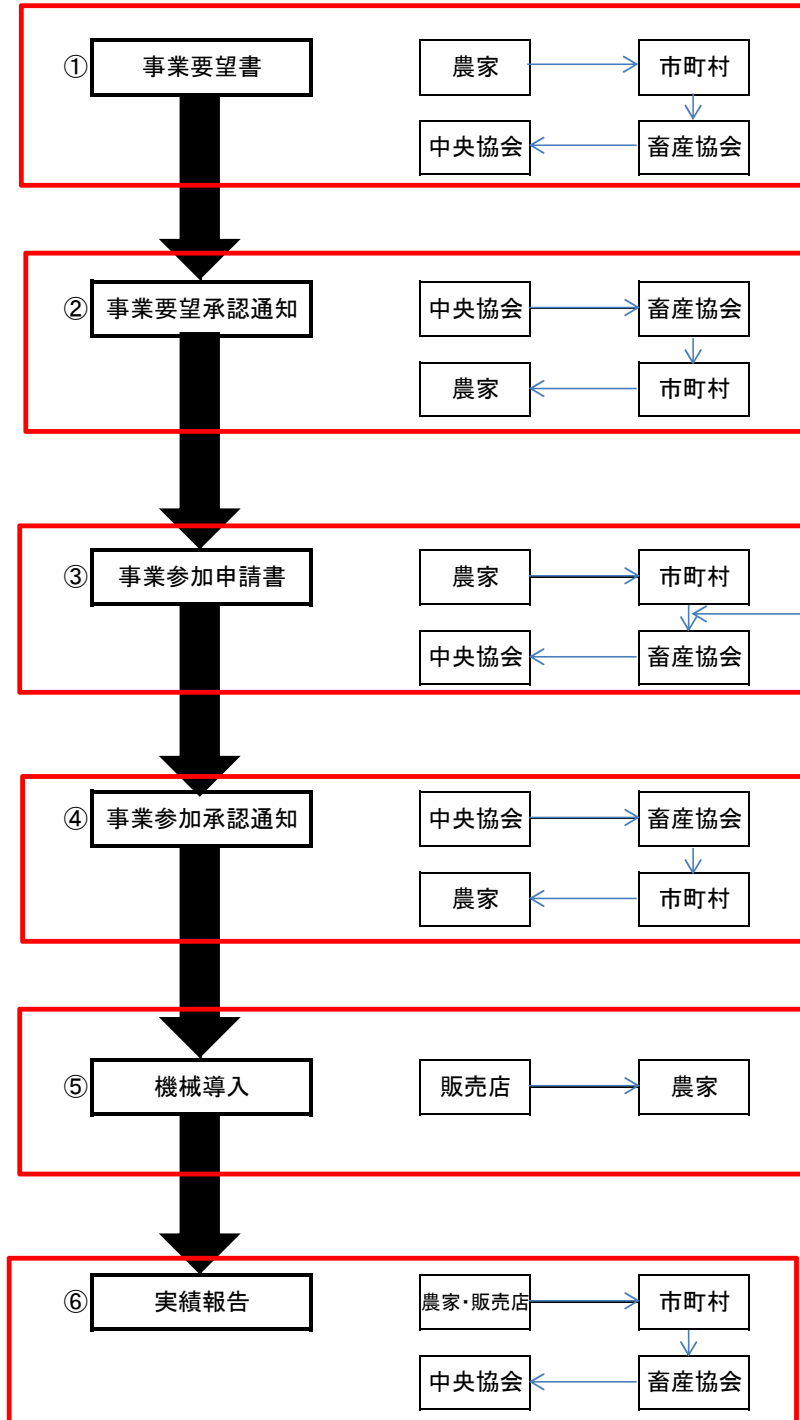 ① 事業要望書 農家 市町村
中央協会 畜産協会
② 事業要望承認通知 中央協会 畜産協会
農家 市町村
③ 事業参加申請書 農家 市町村
中央協会 畜産協会
④ 事業参加承認通知 中央協会 畜産協会
農家 市町村
⑤ 機械導入 販売店 農家
⑥ 実績報告 農家・販売店 市町村
中央協会 畜産協会